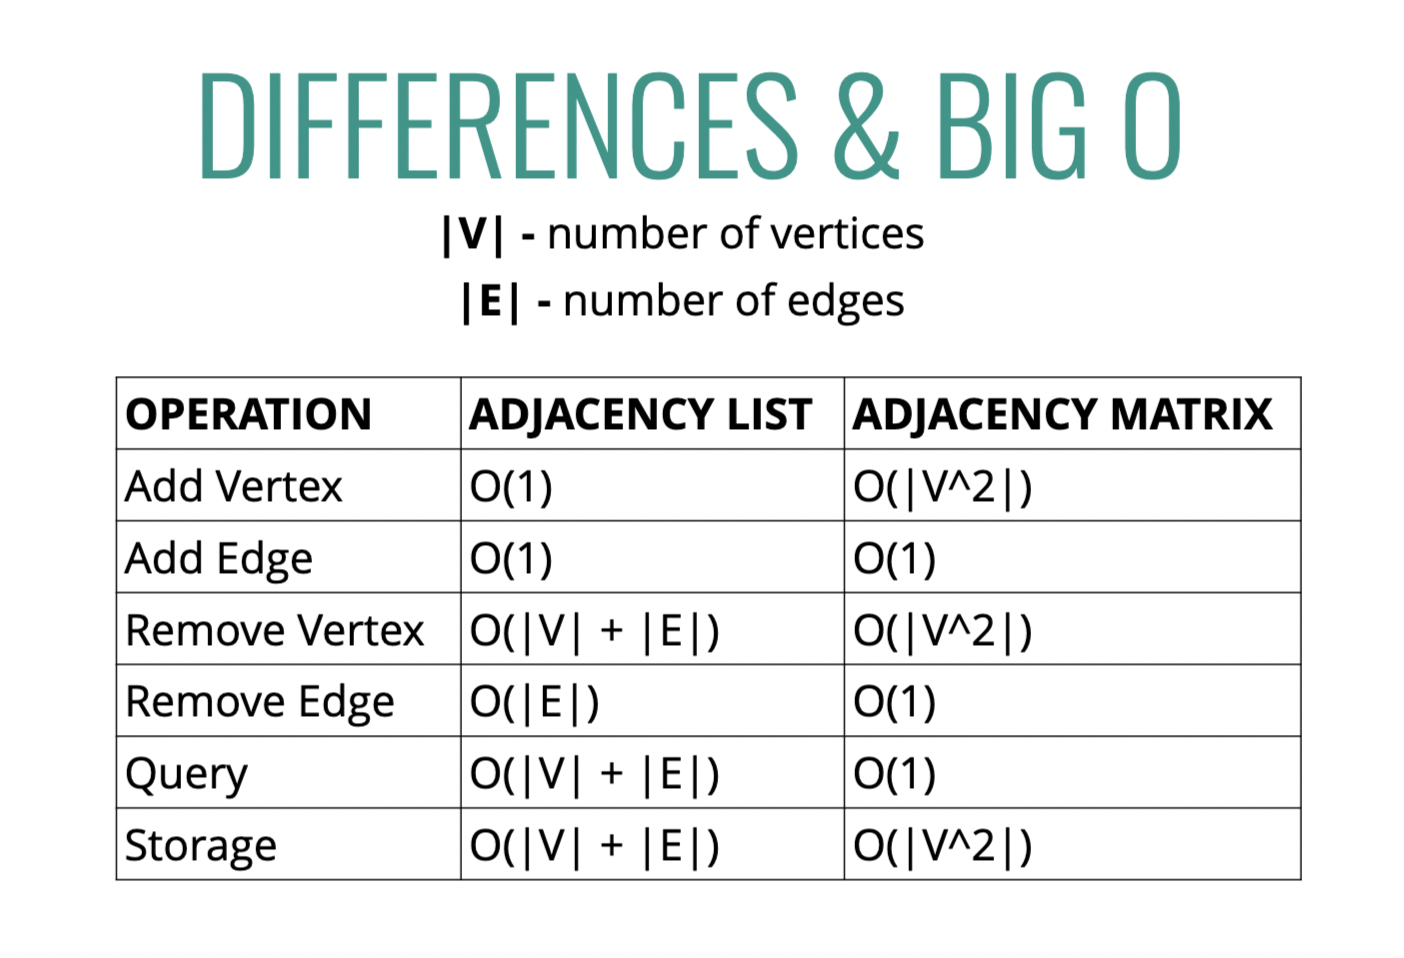 DIFFERENCES & BIG O
|V| - number of vertices
|E| - number of edges
OPERATION ADJACENCY LIST ADJACENCY MATRIX
Add Vertex O(1) O(|V^2|)
Add Edge O(1) O(1)
Remove Vertex O(|V| + |E|) O(|V^2|)
Remove Edge O(|E|) O(1)
Query O(|V| + |E|) O(1)
Storage O(|V| + |E|) O(|V^2|)